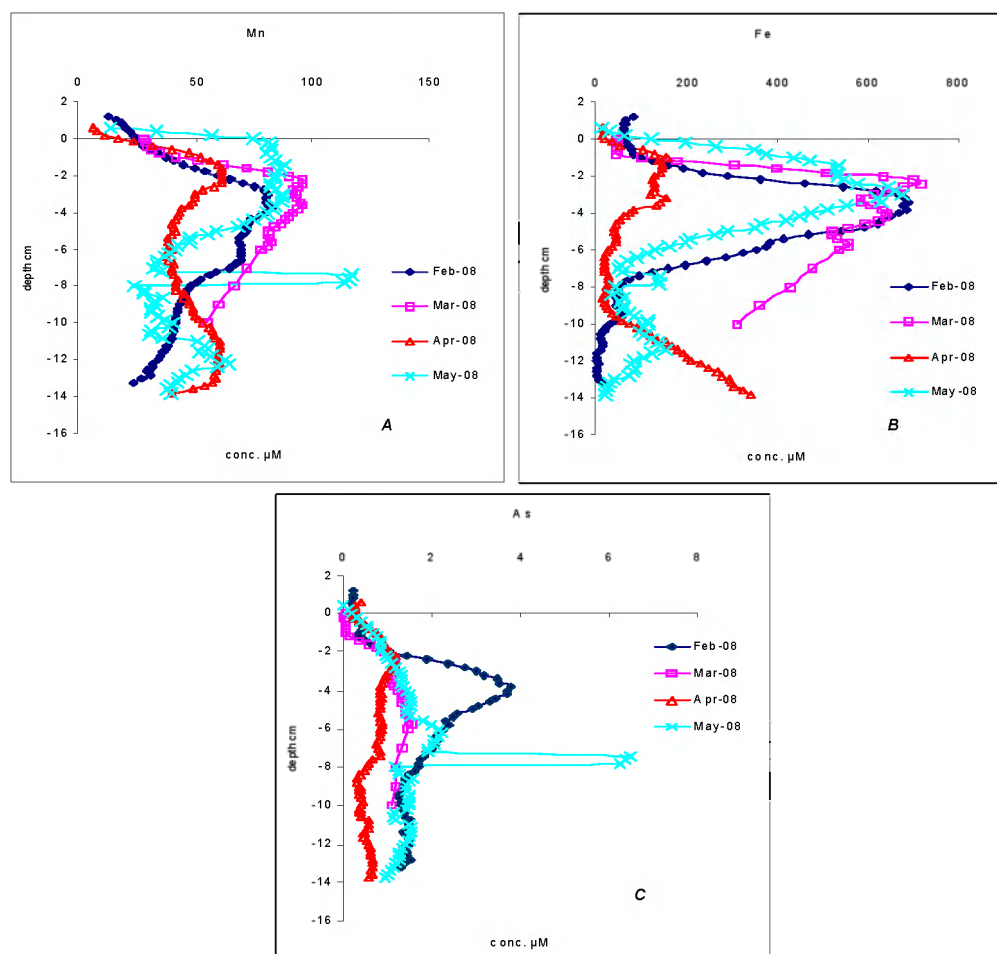 Mn
0 50 100 150
2
0
-2
-4
-6
-8
-10
-12
-14
-16
depth cm
Feb-08
Mar-08
Apr-08
May-08
A
conc. µM
Fe
0 200 400 600 800
2
0
-2
-4
-6
-8
-10
-12
-14
-16
depth cm
Feb-08
Mar-08
Apr-08
May-08
B
conc. µM
As
0 2 4 6 8
2
0
-2
-4
-6
-8
-10
-12
-14
-16
depth cm
Feb-08
Mar-08
Apr-08
May-08
C
conc. µM